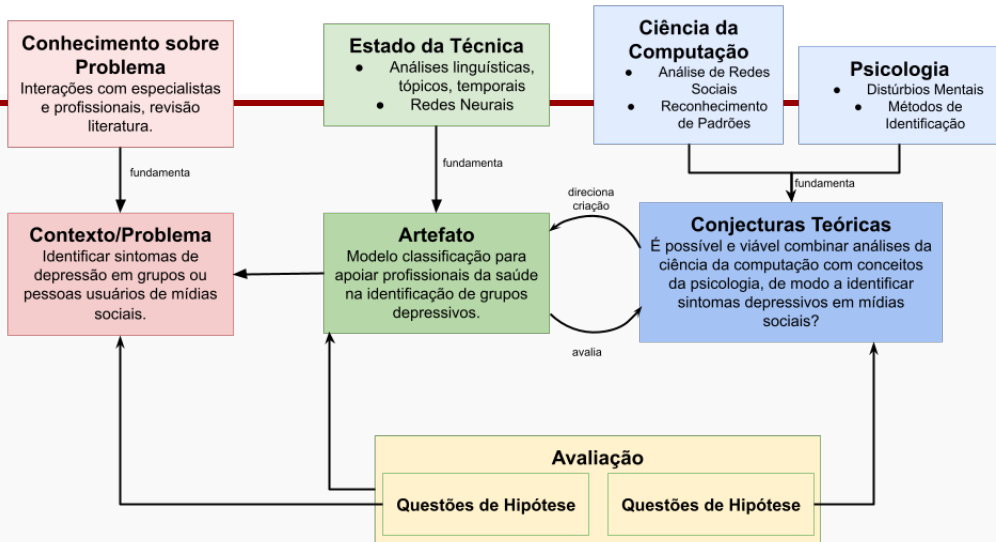 Conhecimento sobre
Problema
Interações com especialistas
e profissionais, revisão
literatura.
Estado da Técnica
● Análises linguísticas,
tópicos, temporais
● Redes Neurais
Ciência da
Computação
● Análise de Redes
Sociais
● Reconhecimento
de Padrões
Psicologia
● Distúrbios Mentais
● Métodos de
Identificação
fundamenta
fundamenta
fundamenta
Contexto/Problema
Identificar sintomas de
depressão em grupos ou
pessoas usuários de mídias
sociais.
Artefato
Modelo classificação para
apoiar profissionais da saúde
na identificação de grupos
depressivos.
direciona
criação
avalia
Conjecturas Teóricas
É possível e viável combinar análises da
ciência da computação com conceitos
da psicologia, de modo a identificar
sintomas depressivos em mídias
sociais?
Avaliação
Questões de Hipótese
Questões de Hipótese